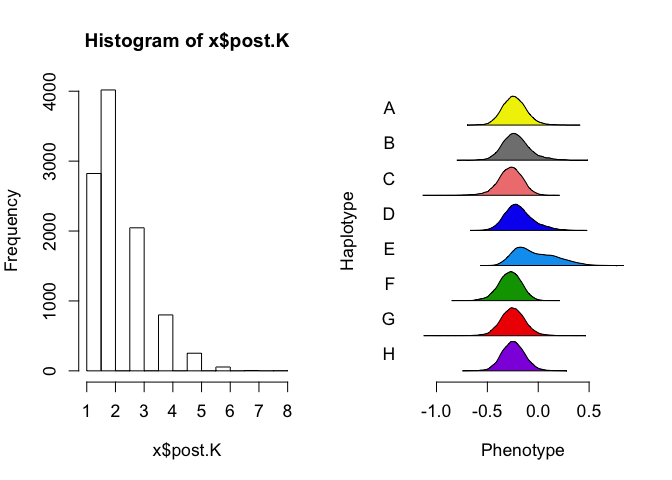 Histogram of x$post.K
Frequency
0
1000
2000
3000
4000
1 2 3 4 5 6 7 8
x$post.K
Haplotype
A
B
C
D
E
F
G
H
-1.0 -0.5 0.0 0.5
Phenotype